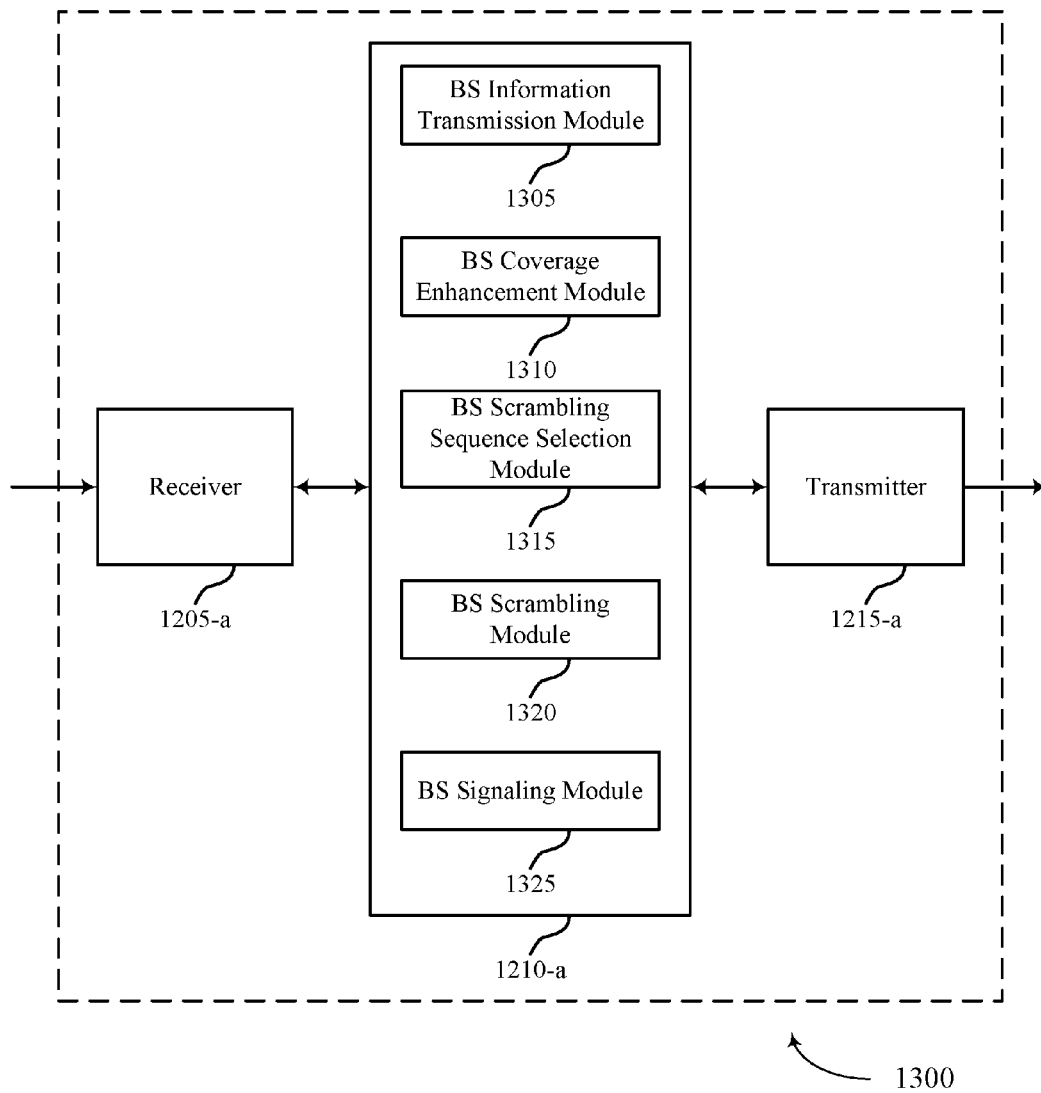 BS Information
Transmission Module
1305
BS Coverage
Enhancement Module
1310
BS Scrambling
Sequence Selection
Module
1315
Receiver
1205-a
Transmitter
1215-a
BS Scrambling
Module
1320
BS Signaling Module
1325
1210-a
1300